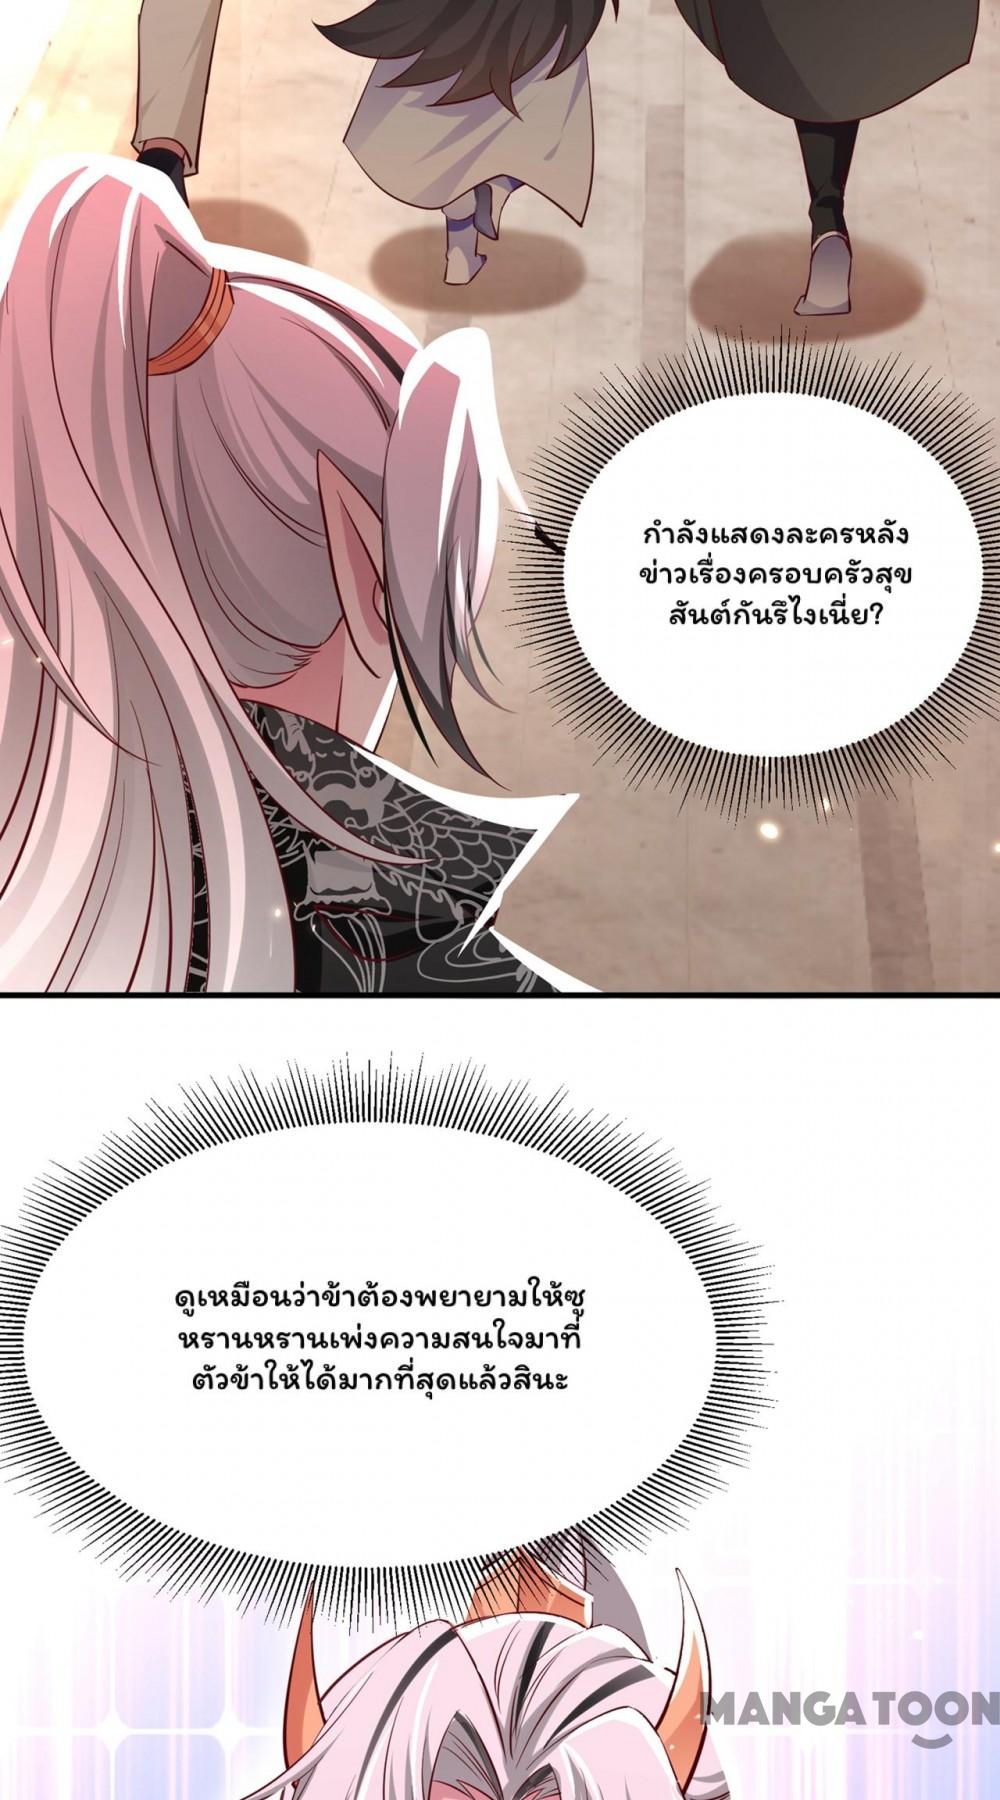 กำลังแสดงละครหลัง
ข่าวเรื่องครอบครัวสุข
สันต์กันรึไงเนี่ย?
ดูเหมือนว่าข้าต้องพยายามให้ซู
หรานหรานเพ่งความสนใจมาที่
ตัวข้าให้ได้มากที่สุดแล้วสินะ
MANGATOON